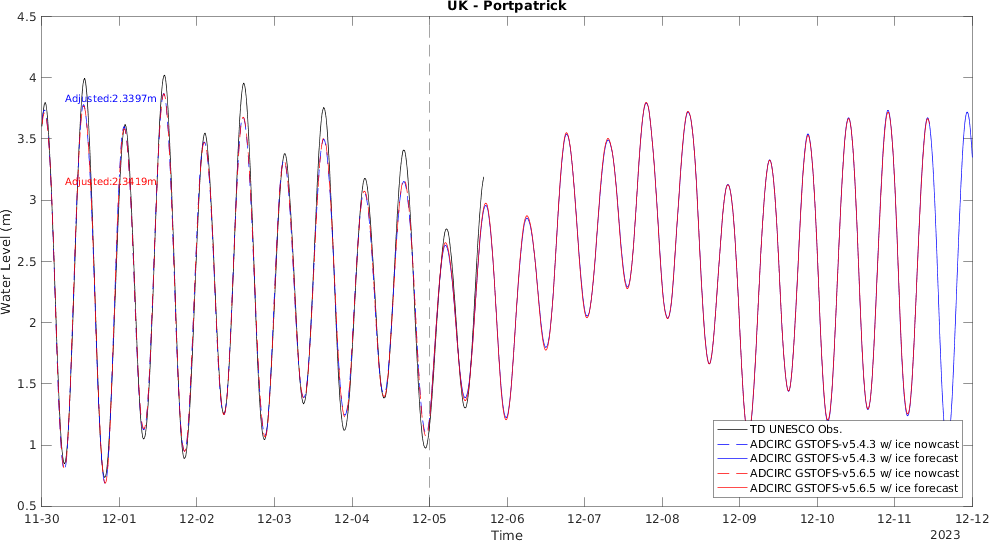 UK - Portpatrick
4.5
4
3.5
3
2.5
2
1.5
1
0.5
Water Level (m)
Adjusted:2.3397m
Adjusted:2.3419m
TD UNESCO Obs.
ADCIRC GSTOFS-v5.4.3 w/ ice nowcast
ADCIRC GSTOFS-v5.4.3 w/ ice forecast
ADCIRC GSTOFS-v5.6.5 w/ ice nowcast
ADCIRC GSTOFS-v5.6.5 w/ ice forecast
11-30 12-01 12-02 12-03 12-04 12-05 12-06 12-07 12-08 12-09 12-10 12-11 12-12
Time
2023